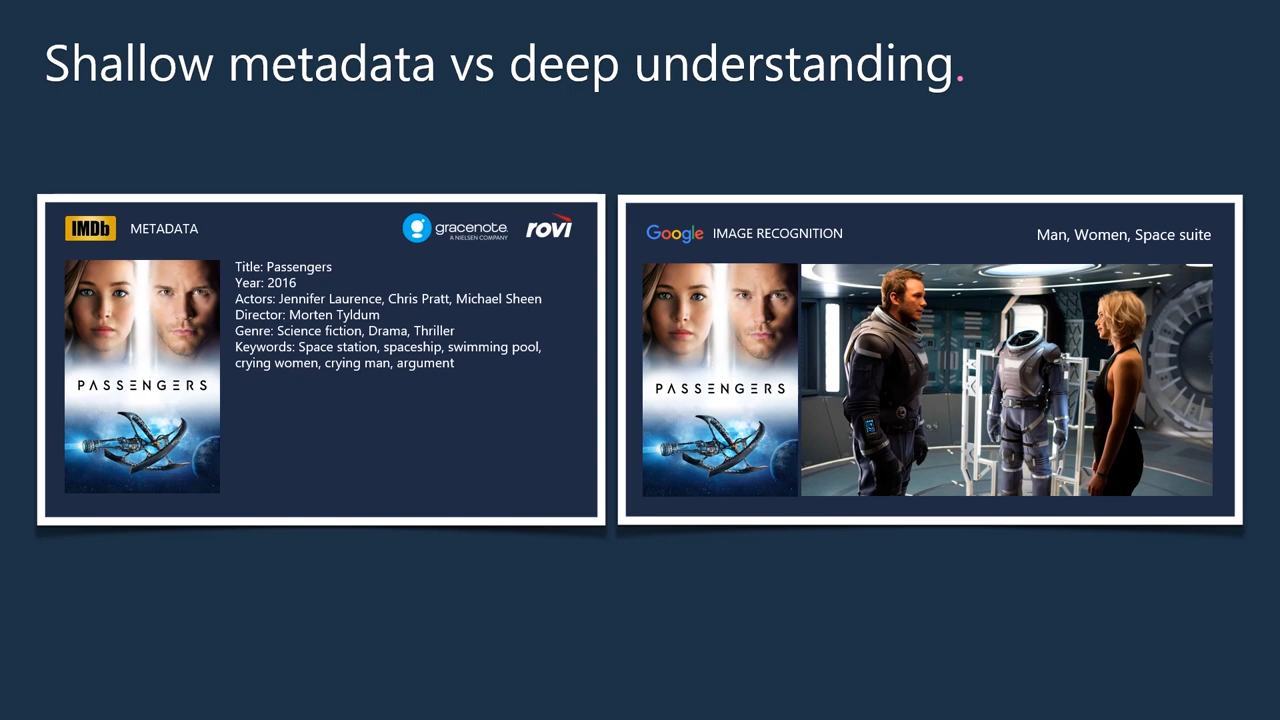 Shallow metadata vs deep understanding.
IMDb METADATA
gracenote.
A NIELSEN COMPANY
rovi
PASSENGERS
Title: Passengers
Year: 2016
Actors: Jennifer Laurence, Chris Pratt, Michael Sheen
Director: Morten Tyldum
Genre: Science fiction, Drama, Thriller
Keywords: Space station, spaceship, swimming pool,
crying women, crying man, argument
Google IMAGE RECOGNITION
Man, Women, Space suite
PASSENGERS